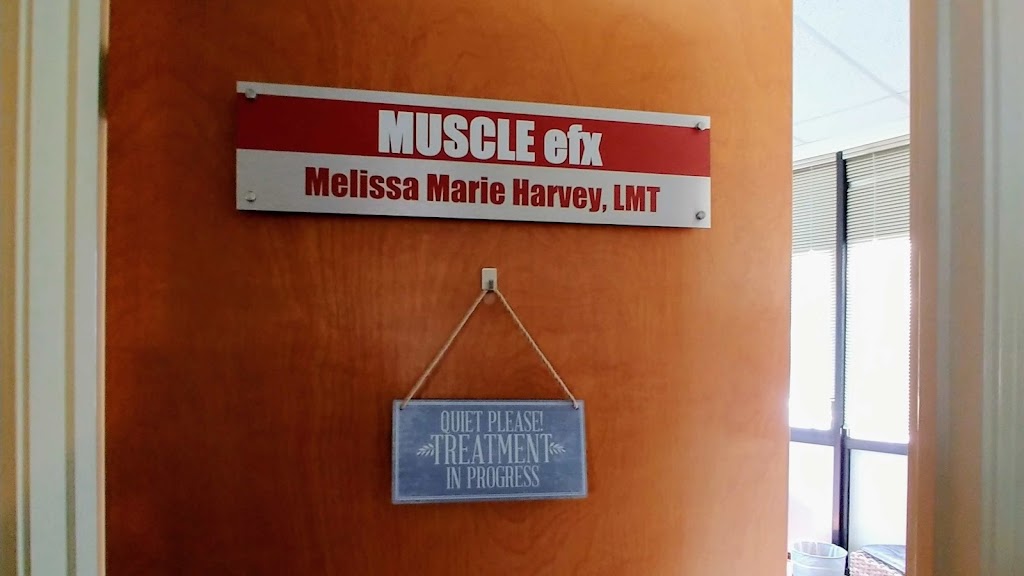 MUSCLE efx
Melissa Marie Harvey, LMT
QUIET PLEASE!
TREATMENT
IN PROGRESS